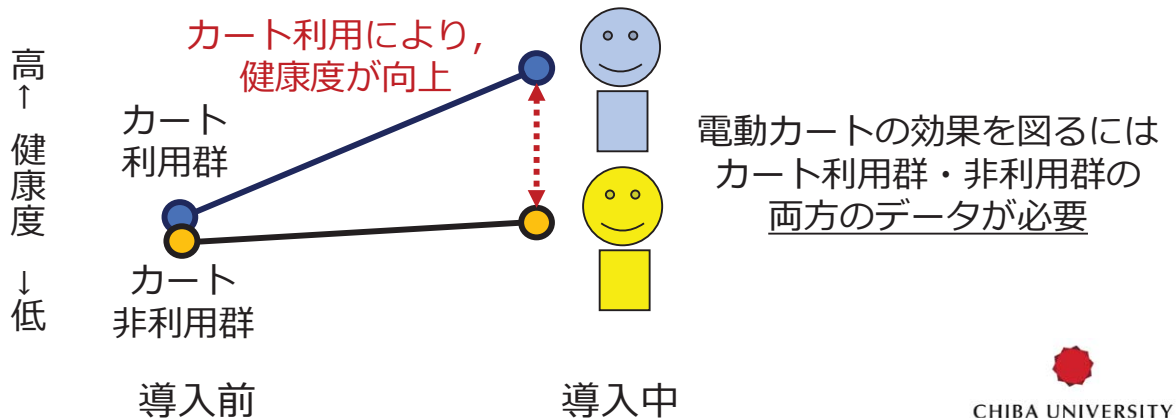 高
↑
健
康
度
↓
低
カート利用により,
健康度が向上
カート
利用群
カート
非利用群
導入前
導入中
電動カートの効果を図るには
カート利用群・非利用群の
両方のデータが必要
CHIBA UNIVERSITY